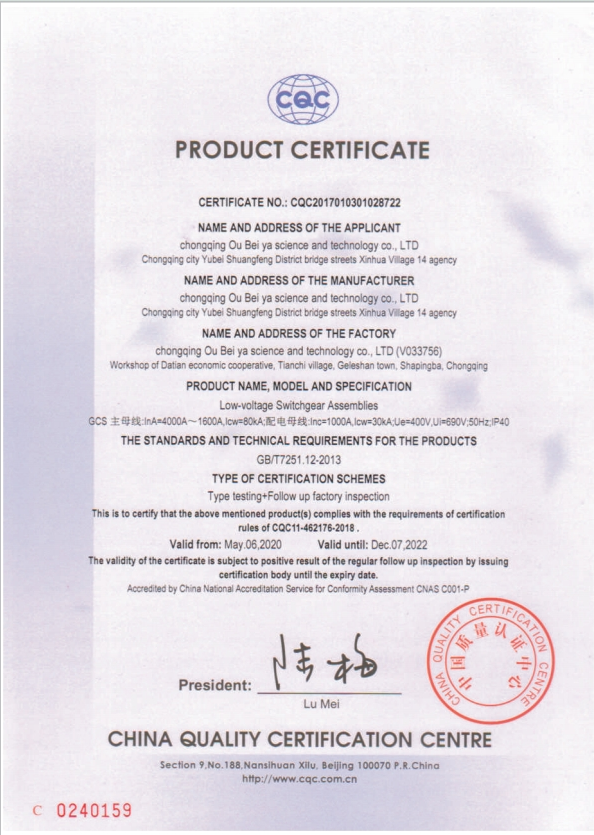 CQC
PRODUCT CERTIFICATE
CERTIFICATE NO.: CQC2017010301028722
NAME AND ADDRESS OF THE APPLICANT
chongqing Ou Bei ya science and technology co., LTD
Chongqing city Yubei Shuangfeng District bridge streets Xinhua Village 14 agency
NAME AND ADDRESS OF THE MANUFACTURER
chongqing Ou Bei ya science and technology co., LTD
Chongqing city Yubei Shuangfeng District bridge streets Xinhua Village 14 agency
NAME AND ADDRESS OF THE FACTORY
chongqing Ou Bei ya science and technology co., LTD (V033756)
Workshop of Datian economic cooperative, Tianchi village, Geleshan town, Shapingba, Chongqing
PRODUCT NAME, MODEL AND SPECIFICATION
Low-voltage Switchgear Assemblies
GCS 主母线:InA=4000A～1600A,Icw=80kA;配电母线:Inc=1000A,Icw=30kA;Ue=400V,Ui=690V;50Hz;IP40
THE STANDARDS AND TECHNICAL REQUIREMENTS FOR THE PRODUCTS
GB/T7251.12-2013
TYPE OF CERTIFICATION SCHEMES
Type testing+Follow up factory inspection
This is to certify that the above mentioned product(s) complies with the requirements of certification
rules of CQC11-462176-2018 .
Valid from: May.06,2020 Valid until: Dec.07,2022
The validity of the certificate is subject to positive result of the regular follow up inspection by issuing
certification body until the expiry date.
Accredited by China National Accreditation Service for Conformity Assessment CNAS C001-P
CHINA QUALITY CERTIFICATION CENTRE
中国质量认证中心
President: 陆梅
Lu Mei
CHINA QUALITY CERTIFICATION CENTRE
Section 9,No.188,Nansihuan Xilu, Beijing 100070 P.R.China
http://www.cqc.com.cn
C 0240159